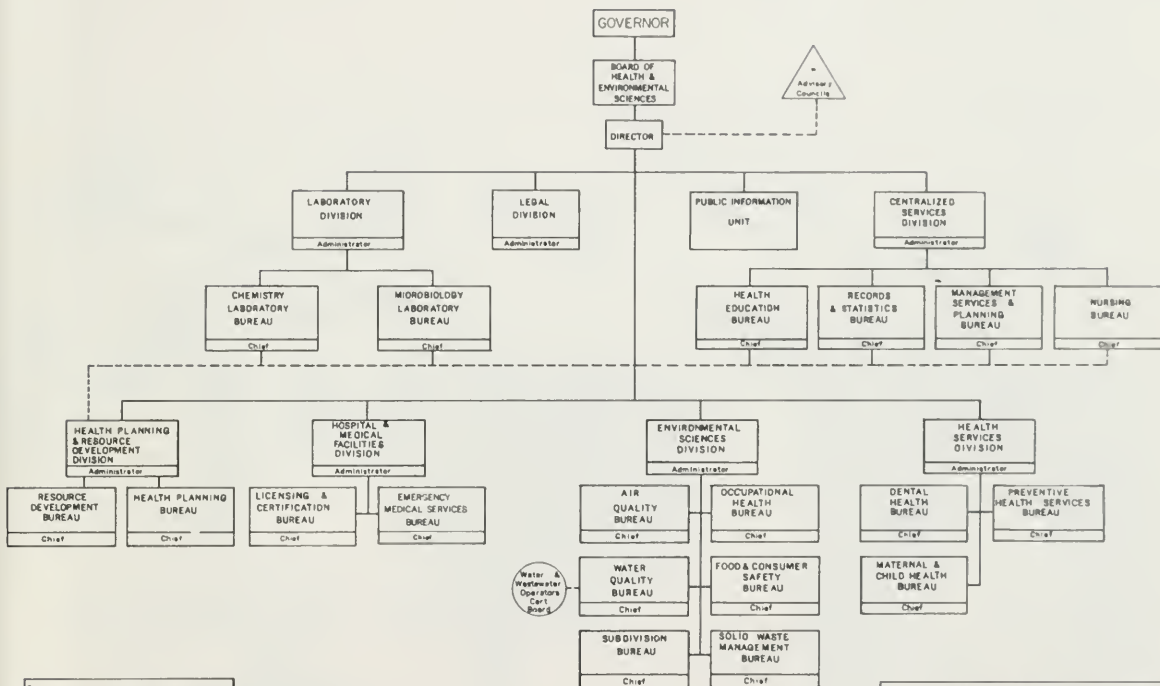 GOVERNOR
BOARD OF
HEALTH &
ENVIRONMENTAL
SCIENCES
Advisory
Councils
DIRECTOR
LABORATORY
DIVISION
Administrator
LEGAL
DIVISION
Administrator
PUBLIC INFORMATION
UNIT
CENTRALIZED
SERVICES
DIVISION
Administrator
CHEMISTRY
LABORATORY
BUREAU
Chief
MIOROBIOLOGY
LABORATORY
BUREAU
Chief
HEALTH
EDUCATION
BUREAU
Chief
RECORDS
& STATISTICS
BUREAU
Chief
MANAGEMENT
SERVICES &
PLANNING
BUREAU
Chief
NURSING
BUREAU
Chief
HEALTH PLANNING
& RESOURCE
DEVELOPMENT
DIVISION
Administrator
HOSPITAL &
MEDICAL
FACILITIES
DIVISION
Administrator
ENVIRONMENTAL
SCIENCES
DIVISION
Administrator
HEALTH
SERVICES
DIVISION
Administrator
RESOURCE
DEVELOPMENT
BUREAU
Chief
HEALTH PLANNING
BUREAU
Chief
LICENSING &
CERTIFICATION
BUREAU
Chief
EMERGENCY
MEDICAL SERVICES
BUREAU
Chief
AIR
QUALITY
BUREAU
Chief
OCCUPATIONAL
HEALTH
BUREAU
Chief
DENTAL
HEALTH
BUREAU
Chief
PREVENTIVE
HEALTH SERVICES
BUREAU
Chief
Water &
Wastewater
Operators
Cert
Board
WATER
QUALITY
BUREAU
Chief
FOOD & CONSUMER
SAFETY
BUREAU
Chief
MATERNAL &
CHILD HEALTH
BUREAU
Chief
SUBDIVISION
BUREAU
Chief
SOLID WASTE
MANAGEMENT
BUREAU
Chief